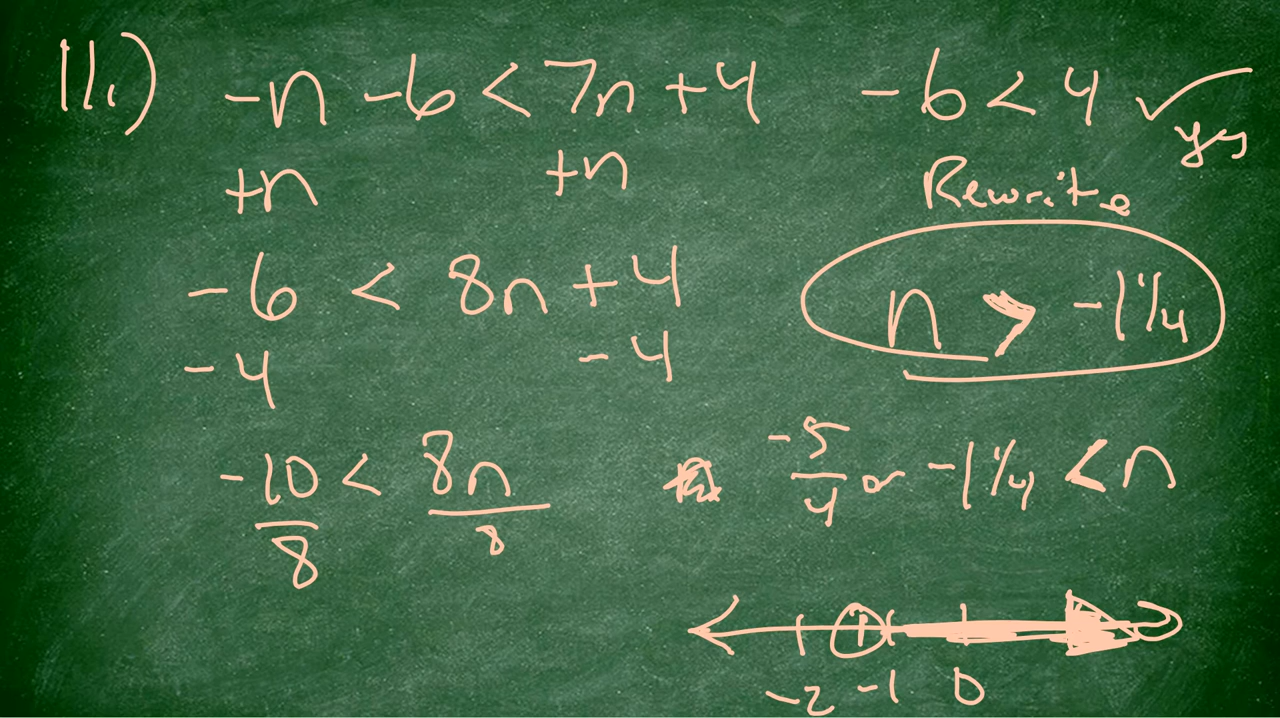 11.) -n - 6 < 7n + 4
+n +n
-6 < 8n + 4
-4 -4
-10 < 8n
8 8
-6 < 4 ✓ yes
Rewrite
n > -1 1/4
-5/4 or -1 1/4 < n
-2 -1 0